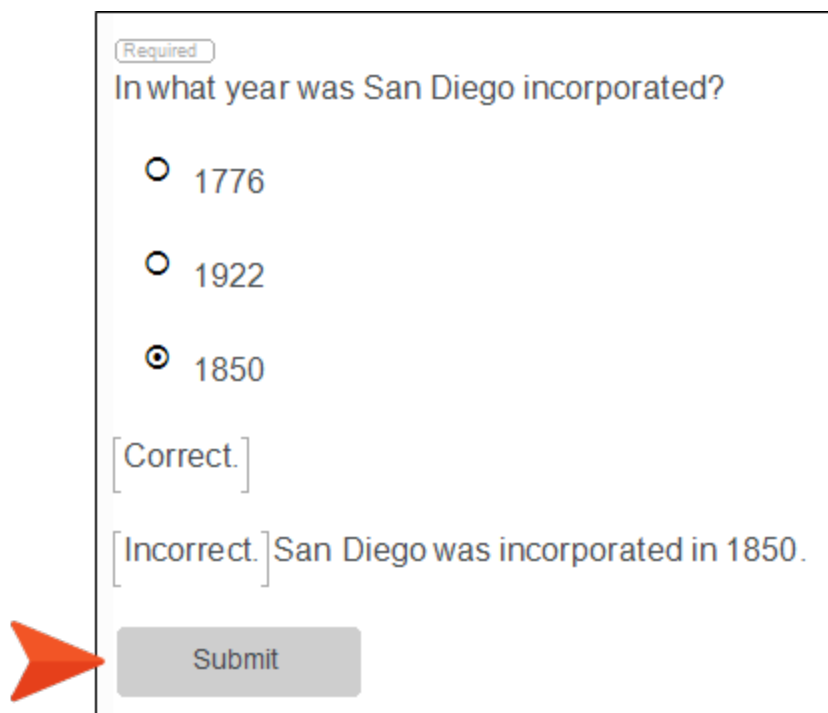 Required
In what year was San Diego incorporated?
1776
1922
1850
[Correct.]
[Incorrect.] San Diego was incorporated in 1850.
Submit